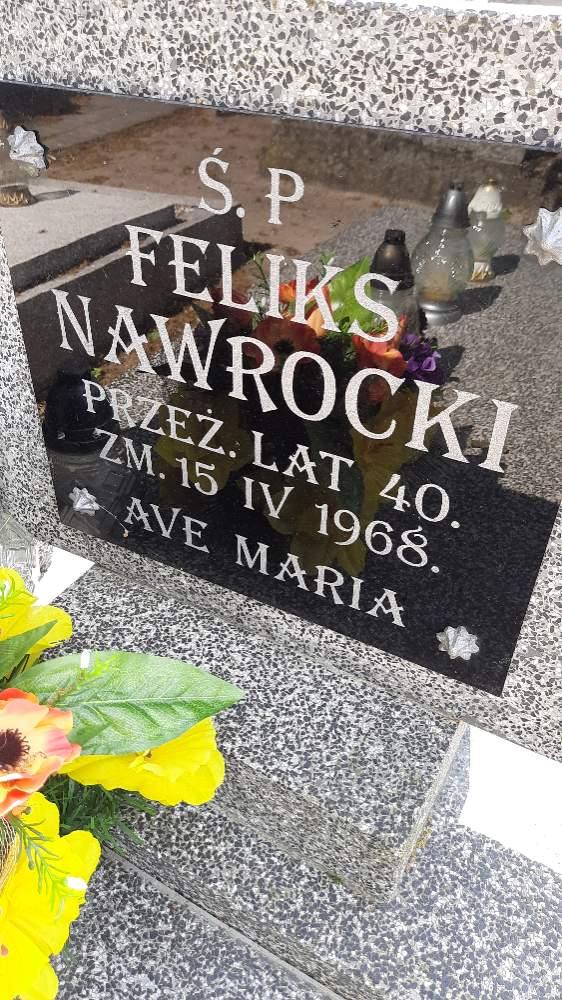 Ś. P
FELIKS
NAWROCKI
PRZEŻ. LAT 40.
ZM. 15 IV 1968.
AVE MARIA